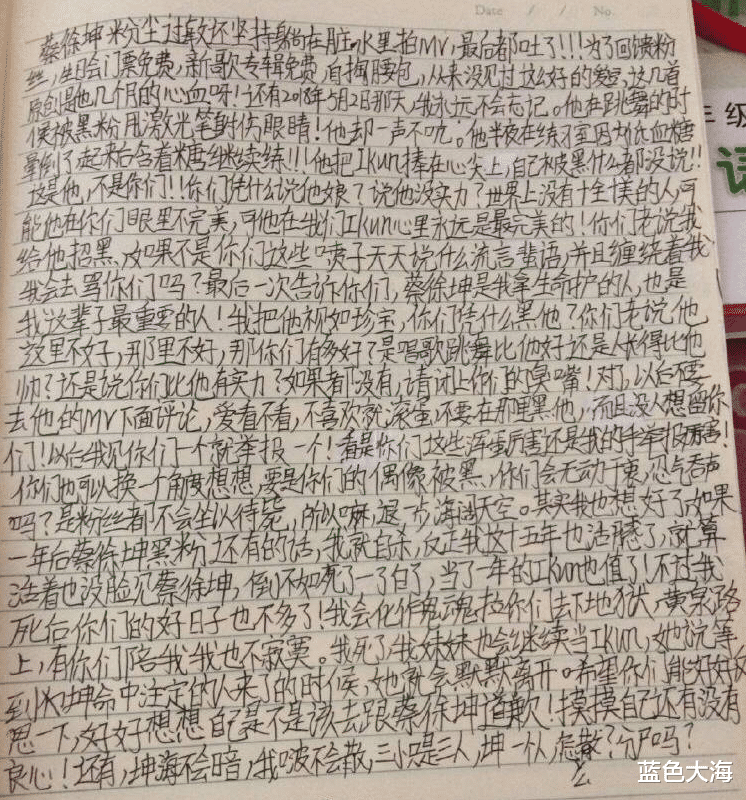 Date / / No.
蔡徐坤粉尘过敏还坚持躺在脏水里拍MV,最后都吐了!!!为了回馈粉
丝,生日会门票免费,新歌专辑免费,自掏腰包,从来没见过这么好的爱豆,这几首
原创是他几个月的心血呀!还有2018年5月2日那天,我永远不会忘记。他在跳舞的时
候被黑粉用激光笔射伤眼睛!他却一声不吭。他半夜在练习室因为低血糖
晕倒了起来后含着糖继续练!!!他把IKun捧在心尖上,自己被黑什么都没说!!
这是他,不是你们!!你们凭什么说他娘?说他没实力?世界上没有十全十美的人,可
能他在你们眼里不完美,可他在我们IKun心里永远是最完美的!你们老说我
给他招黑,如果不是你们这些喷子天天说什么流言蜚语,并且缠绕着我
我会去骂你们吗?最后一次告诉你们,蔡徐坤是我拿生命护的人,也是
我这辈子最重要的人!我把他视如珍宝,你们凭什么黑他?你们老说他
这里不好,那里不好,那你们有多好?是唱歌跳舞比他好还是人长得比他
帅?还是说你们比他有实力?如果都没有,请闭上你们的臭嘴!对了,以后不要
去他的MV下面评论,爱看不看,不喜欢就滚蛋,不要在那里黑他,而且没人想留你
们!以后我见你们一个就举报一个!看是你们这些浑蛋厉害还是我的手举报厉害!
你们也可以换一个角度想想,要是你们的偶像被黑,你们会无动于衷,忍气吞声
吗?是粉丝都不会坐以待毙,所以嘛,退一步海阔天空。其实我也想好了,如果
一年后蔡徐坤黑粉还有的话,我就自杀,反正我这十五年也活腻了,就算
活着也没脸见蔡徐坤,倒不如死了一了白了,当了一年的IKun也值了!不过我
死后你们的好日子也不多了!我会化作鬼魂拉你们去下地狱,黄泉路
上,有你们陪我,我也不寂寞。我死了,我妹妹也会继续当IKun,她说等
到KUN坤命中注定的人来了的时候,她就会默默离开。希望你们能好好反
思一下,好好想想自己是不是该去跟蔡徐坤道歉!摸摸自己还有没有
良心!还有,坤海不会暗,我啵不会散,三小只是三人,坤一个人,怎么散?分尸吗?
蓝色大海